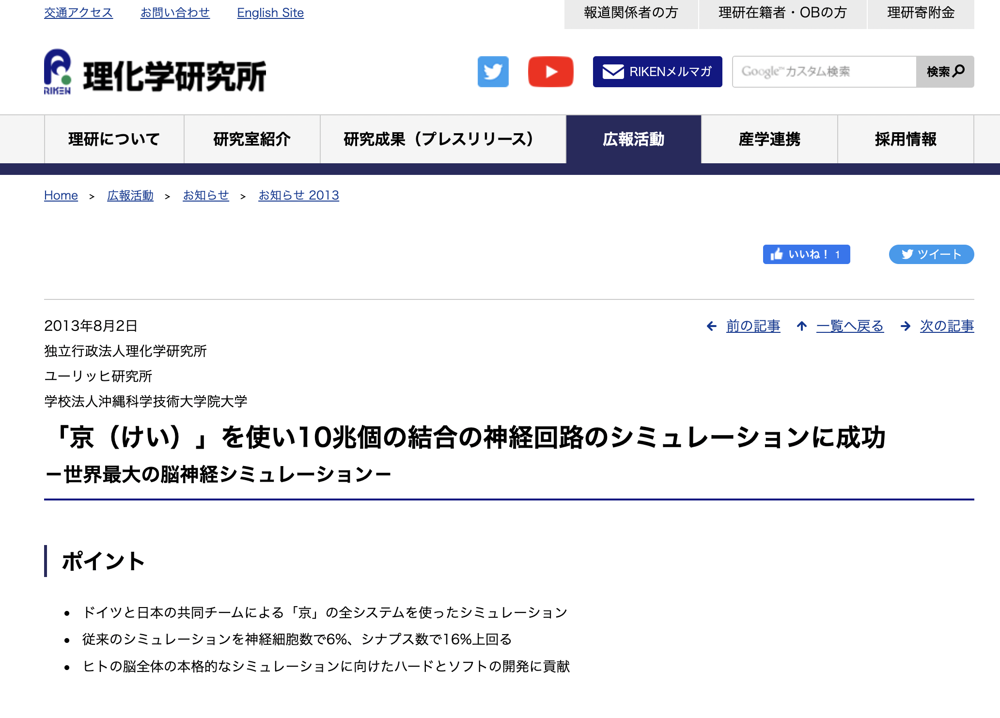 交通アクセス お問い合わせ English Site 報道関係者の方 理研在籍者・OBの方 理研寄附金
RIKEN 理化学研究所 RIKENメルマガ Google™カスタム検索 検索
理研について 研究室紹介 研究成果（プレスリリース） 広報活動 産学連携 採用情報
Home > 広報活動 > お知らせ > お知らせ 2013
いいね！ 1 ツイート
2013年8月2日 前の記事 一覧へ戻る 次の記事
独立行政法人理化学研究所
ユーリッヒ研究所
学校法人沖縄科学技術大学院大学
「京（けい）」を使い10兆個の結合の神経回路のシミュレーションに成功
－世界最大の脳神経シミュレーション－
ポイント
• ドイツと日本の共同チームによる「京」の全システムを使ったシミュレーション
• 従来のシミュレーションを神経細胞数で6%、シナプス数で16%上回る
• ヒトの脳全体の本格的なシミュレーションに向けたハードとソフトの開発に貢献